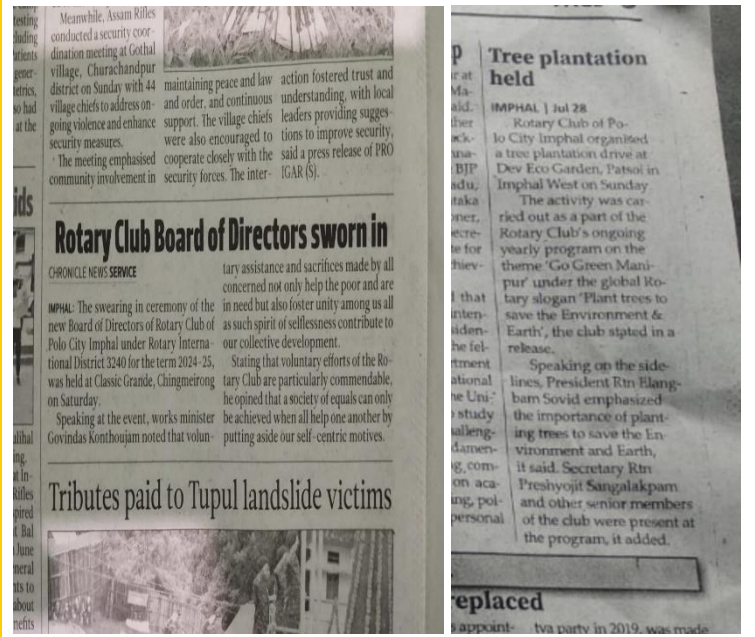 Meanwhile, Assam Rifles
conducted a security coor-
dination meeting at Gothal
village, Churachandpur
district on Sunday with 44
village chiefs to address on-
going violence and enhance
security measures.
The meeting emphasised
community involvement in
maintaining peace and law
and order, and continuous
support. The village chiefs
were also encouraged to
cooperate closely with the
security forces. The inter-
action fostered trust and
understanding, with local
leaders providing sugges-
tions to improve security,
said a press release of PRO
IGAR (S).
Rotary Club Board of Directors sworn in
CHRONICLE NEWS SERVICE
IMPHAL: The swearing in ceremony of the
new Board of Directors of Rotary Club of
Polo City Imphal under Rotary Interna-
tional District 3240 for the term 2024-25,
was held at Classic Grande, Chingmeirong
on Saturday.
Speaking at the event, works minister
Govindas Konthoujam noted that volun-
tary assistance and sacrifices made by all
concerned not only help the poor and are
in need but also foster unity among us all
as such spirit of selflessness contribute to
our collective development.
Stating that voluntary efforts of the Ro-
tary Club are particularly commendable,
he opined that a society of equals can only
be achieved when all help one another by
putting aside our self-centric motives.
Tributes paid to Tupul landslide victims
Tree plantation
held
IMPHAL | Jul 28
Rotary Club of Po-
lo City Imphal organised
a tree plantation drive at
Dev Eco Garden, Patsoi in
Imphal West on Sunday
The activity was car-
ried out as a part of the
Rotary Club's ongoing
yearly program on the
theme 'Go Green Mani-
pur' under the global Ro-
tary slogan 'Plant trees to
save the Environment &
Earth', the club stated in a
release.
Speaking on the side-
lines, President Rtn Elang-
bam Sovid emphasized
the importance of plant-
ing trees to save the En-
vironment and Earth,
it said. Secretary Rtn
Preshyojit Sangalakpam
and other senior members
of the club were present at
the program, it added.
eplaced
s appoint-
tva party in 2019, was made